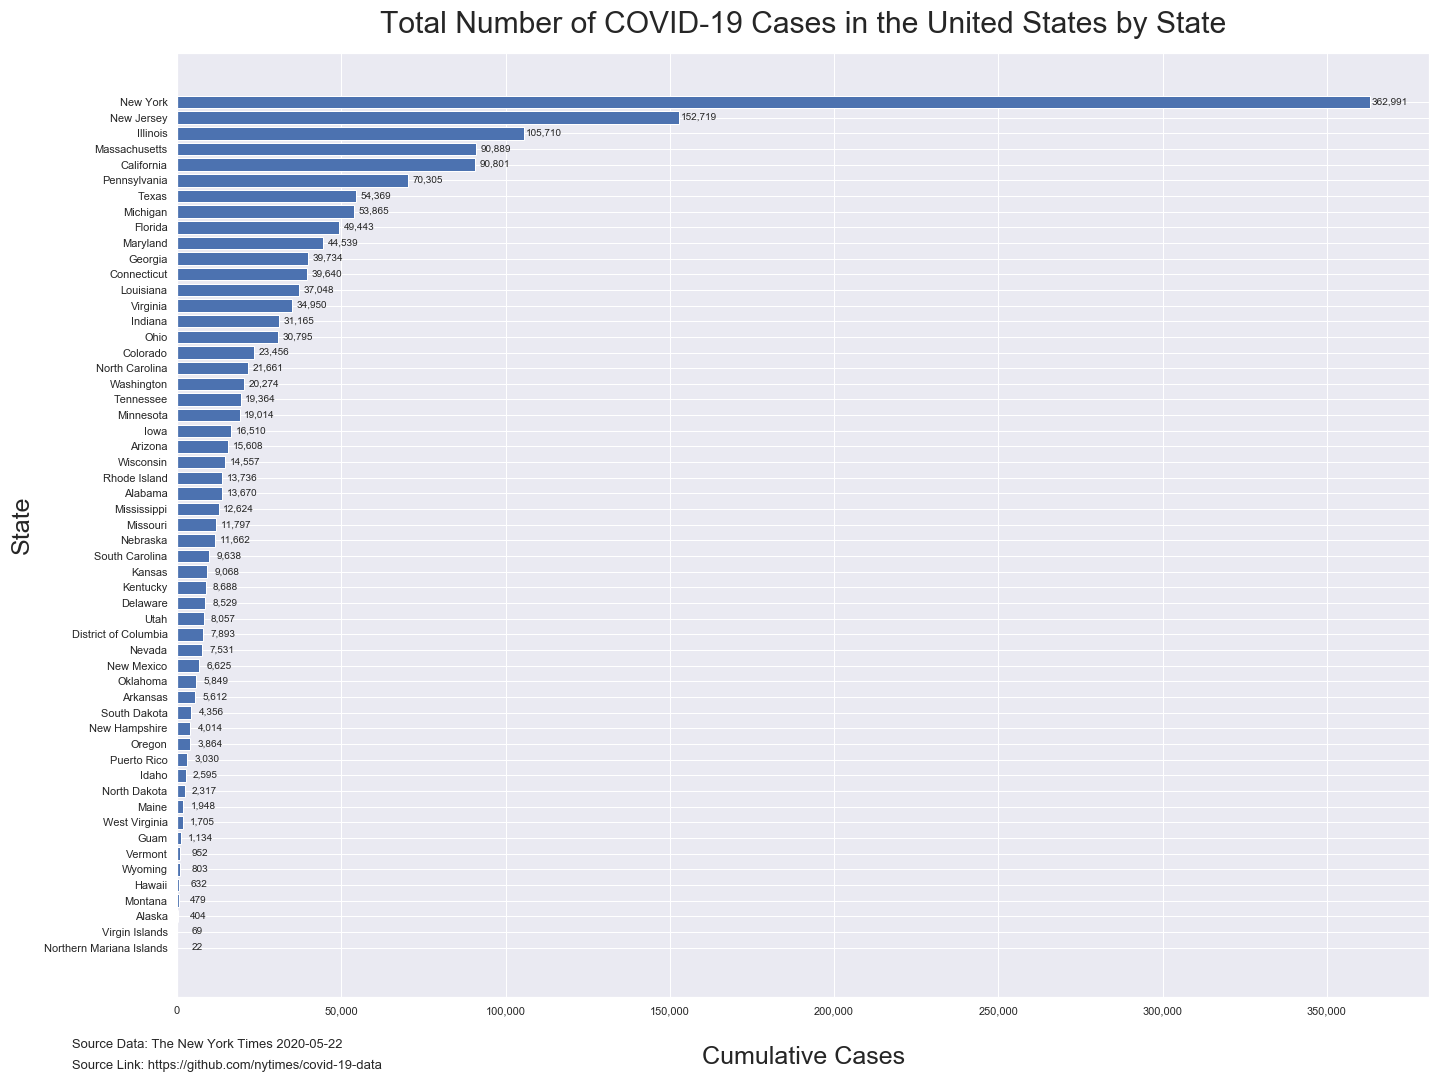 Total Number of COVID-19 Cases in the United States by State
New York 362,991
New Jersey 152,719
Illinois 105,710
Massachusetts 90,889
California 90,801
Pennsylvania 70,305
Texas 54,369
Michigan 53,865
Florida 49,443
Maryland 44,539
Georgia 39,734
Connecticut 39,640
Louisiana 37,048
Virginia 34,950
Indiana 31,165
Ohio 30,795
Colorado 23,456
North Carolina 21,661
Washington 20,274
Tennessee 19,364
Minnesota 19,014
Iowa 16,510
Arizona 15,608
Wisconsin 14,557
Rhode Island 13,736
Alabama 13,670
Mississippi 12,624
Missouri 11,797
Nebraska 11,662
South Carolina 9,638
Kansas 9,068
Kentucky 8,688
Delaware 8,529
Utah 8,057
District of Columbia 7,893
Nevada 7,531
New Mexico 6,625
Oklahoma 5,849
Arkansas 5,612
South Dakota 4,356
New Hampshire 4,014
Oregon 3,864
Puerto Rico 3,030
Idaho 2,595
North Dakota 2,317
Maine 1,948
West Virginia 1,705
Guam 1,134
Vermont 952
Wyoming 803
Hawaii 632
Montana 479
Alaska 404
Virgin Islands 69
Northern Mariana Islands 22
State
0 50,000 100,000 150,000 200,000 250,000 300,000 350,000
Cumulative Cases
Source Data: The New York Times 2020-05-22
Source Link: https://github.com/nytimes/covid-19-data